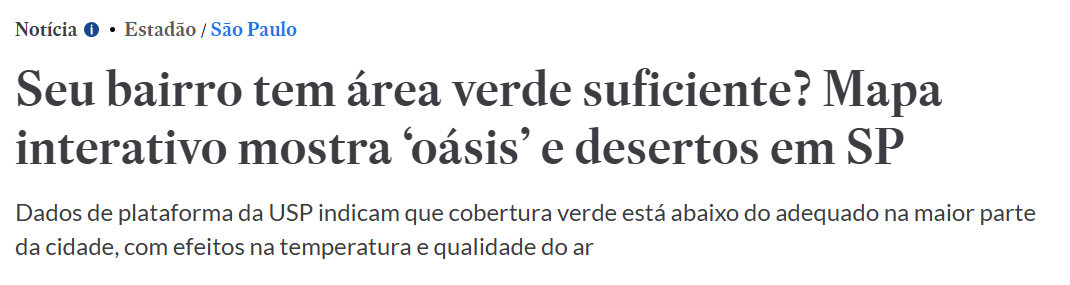 Notícia i • Estadão / São Paulo
Seu bairro tem área verde suficiente? Mapa
interativo mostra ‘oásis’ e desertos em SP
Dados de plataforma da USP indicam que cobertura verde está abaixo do adequado na maior parte
da cidade, com efeitos na temperatura e qualidade do ar